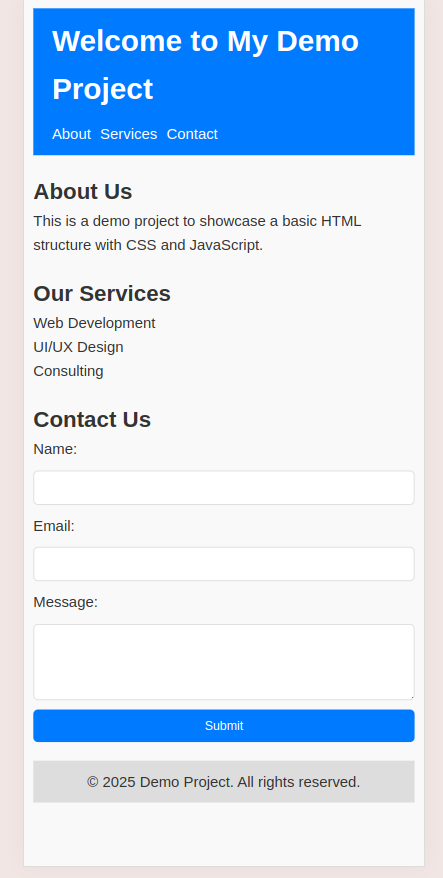 Welcome to My Demo
Project
About Services Contact
About Us
This is a demo project to showcase a basic HTML
structure with CSS and JavaScript.
Our Services
Web Development
UI/UX Design
Consulting
Contact Us
Name:
Email:
Message:
Submit
© 2025 Demo Project. All rights reserved.